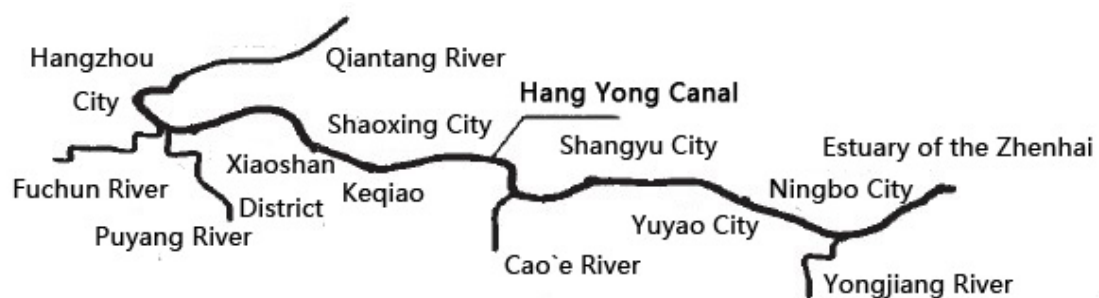 Hangzhou
City
Qiantang River
Hang Yong Canal
Shaoxing City
Shangyu City
Estuary of the Zhenhai
Xiaoshan
District
Keqiao
Ningbo City
Fuchun River
Puyang River
Yuyao City
Cao`e River
Yongjiang River